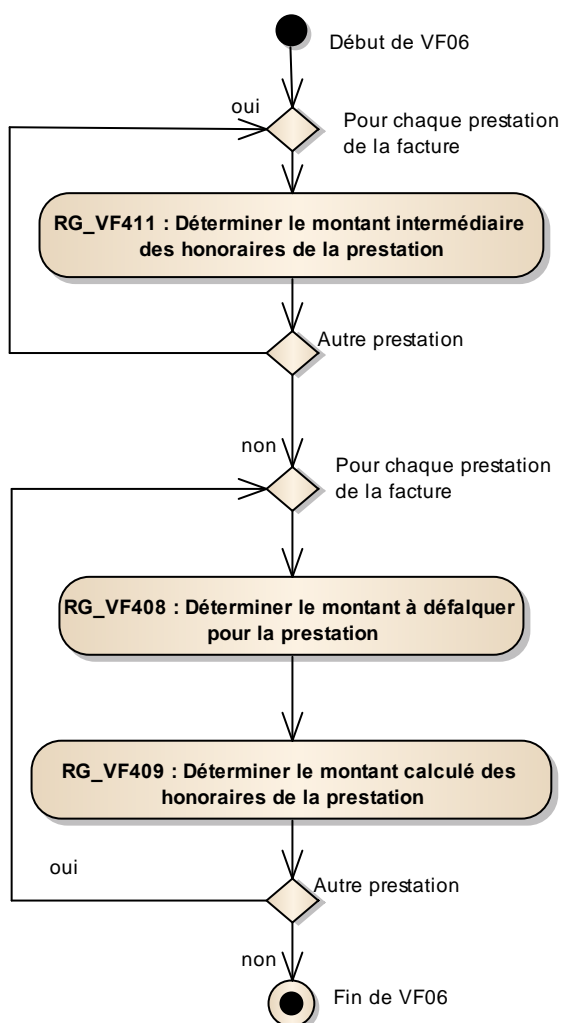 Début de VF06
oui
Pour chaque prestation
de la facture
RG_VF411 : Déterminer le montant intermédiaire
des honoraires de la prestation
Autre prestation
non
Pour chaque prestation
de la facture
RG_VF408 : Déterminer le montant à défalquer
pour la prestation
RG_VF409 : Déterminer le montant calculé des
honoraires de la prestation
oui
Autre prestation
non
Fin de VF06